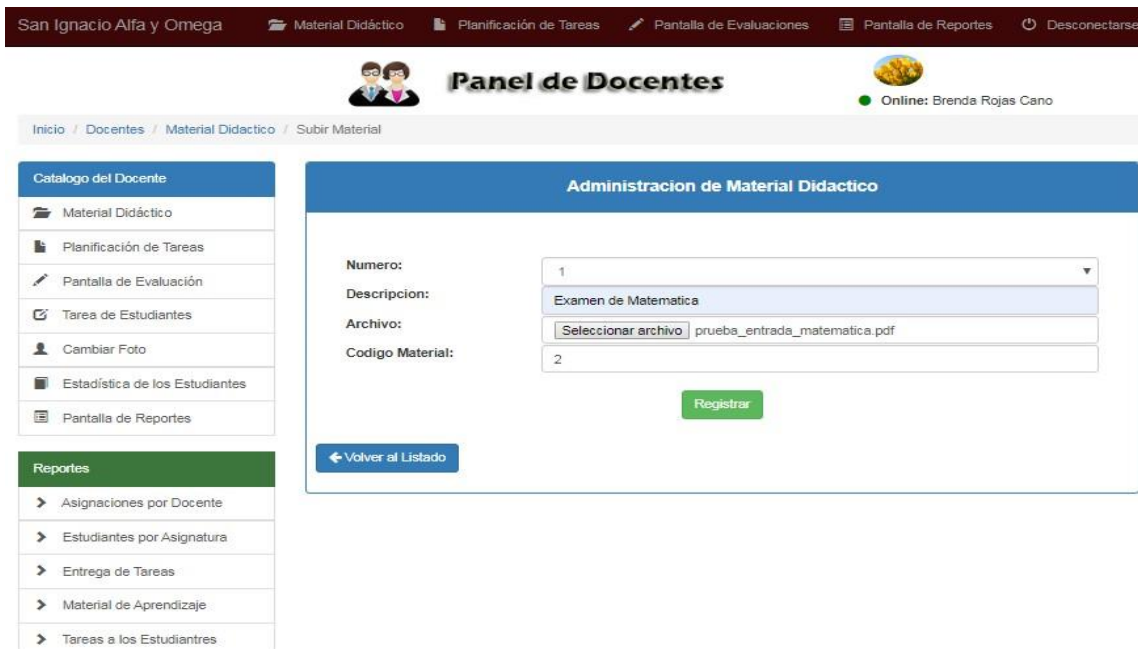 San Ignacio Alfa y Omega Material Didáctico Planificación de Tareas Pantalla de Evaluaciones Pantalla de Reportes Desconectarse
Panel de Docentes
Online: Brenda Rojas Cano
Inicio / Docentes / Material Didactico / Subir Material
Catalogo del Docente
Material Didáctico
Planificación de Tareas
Pantalla de Evaluación
Tarea de Estudiantes
Cambiar Foto
Estadística de los Estudiantes
Pantalla de Reportes
Reportes
Asignaciones por Docente
Estudiantes por Asignatura
Entrega de Tareas
Material de Aprendizaje
Tareas a los Estudiantres
Administracion de Material Didactico
Numero: 1
Descripcion: Examen de Matematica
Archivo: Seleccionar archivo prueba_entrada_matematica.pdf
Codigo Material: 2
Registrar
Volver al Listado